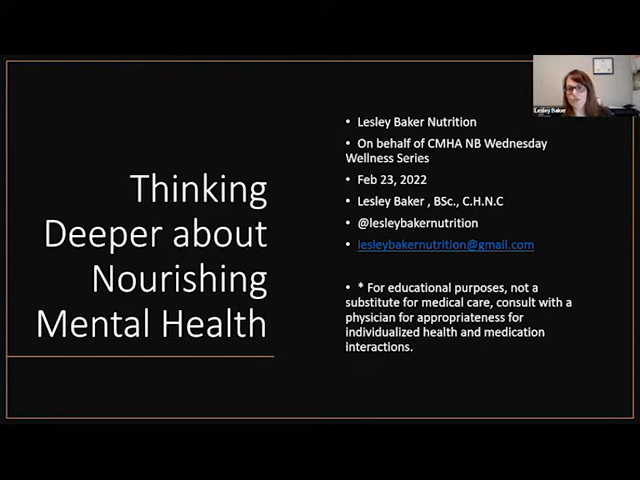 Lesley Baker
Thinking
Deeper about
Nourishing
Mental Health
• Lesley Baker Nutrition
• On behalf of CMHA NB Wednesday
Wellness Series
• Feb 23, 2022
• Lesley Baker , BSc., C.H.N.C
• @lesleybakernutrition
• lesleybakernutrition@gmail.com
• * For educational purposes, not a
substitute for medical care, consult with a
physician for appropriateness for
individualized health and medication
interactions.